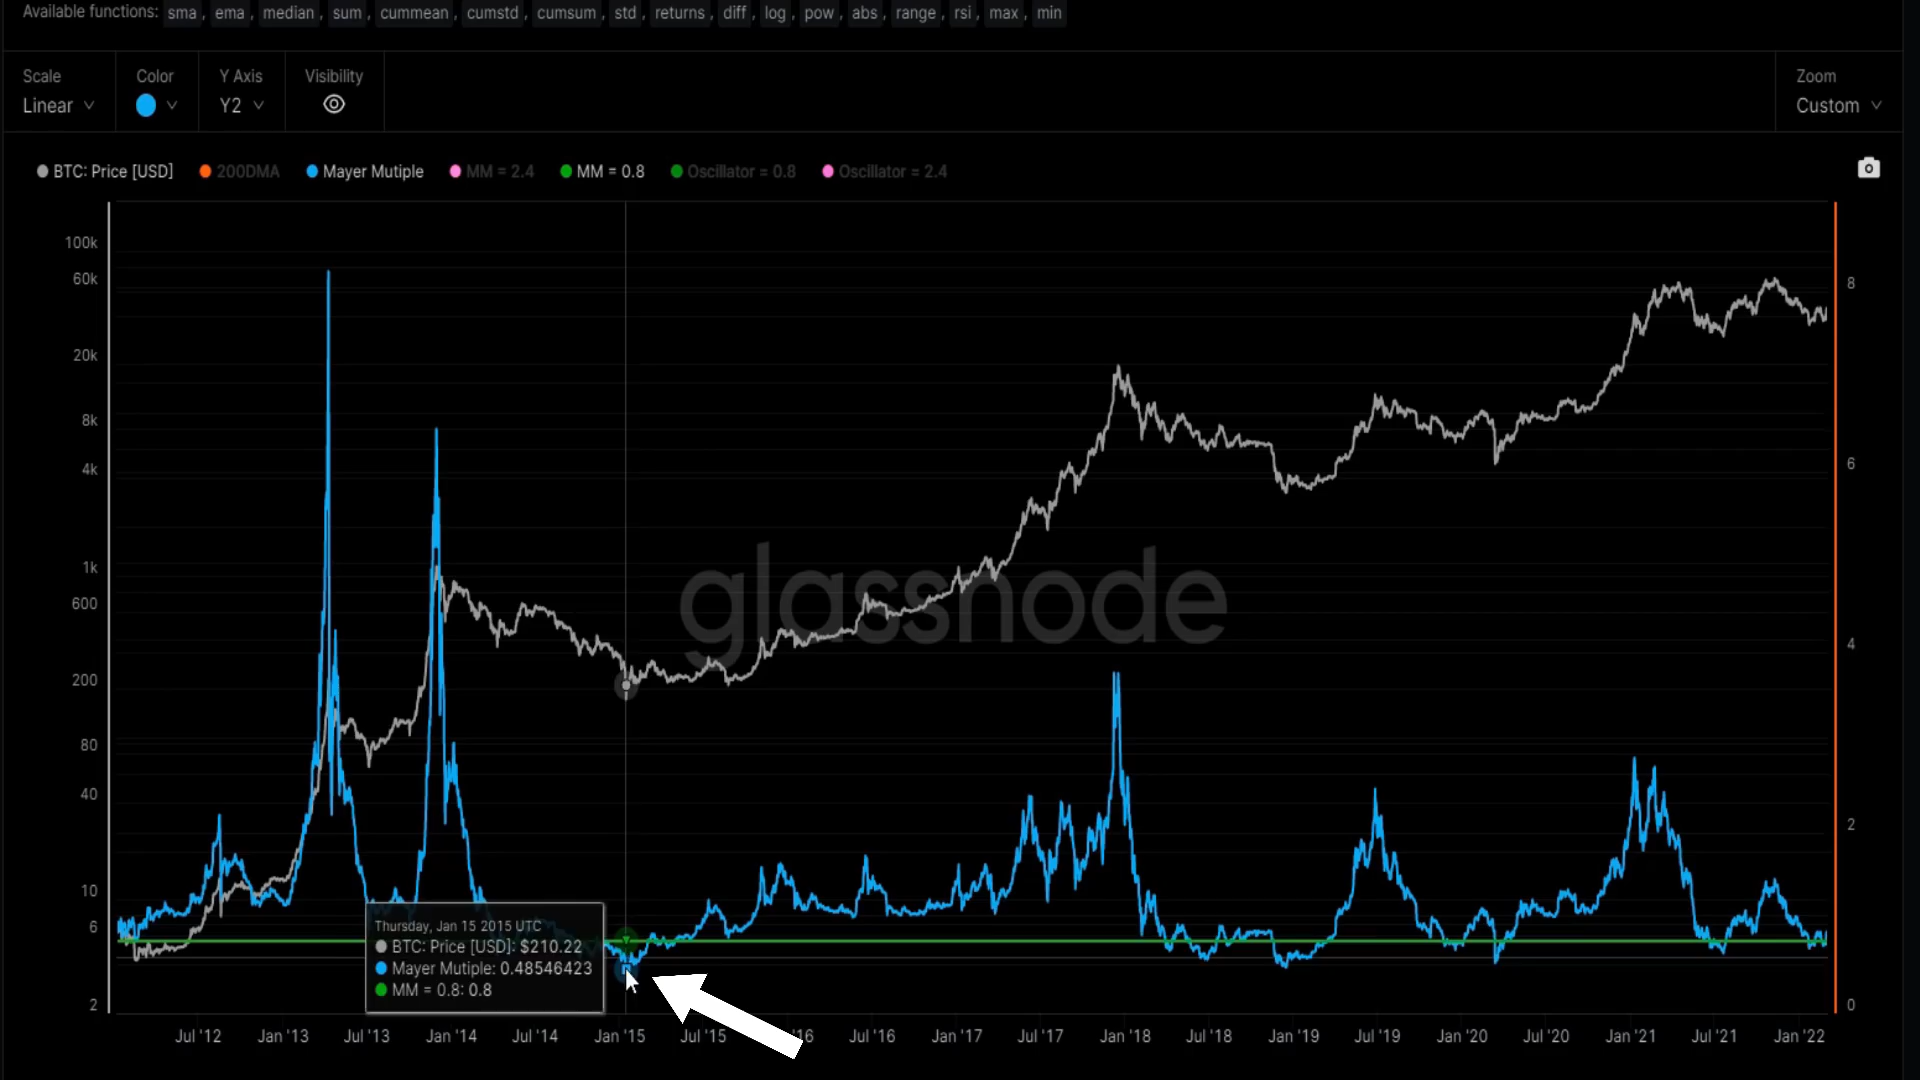 Available functions: sma, ema, median, sum, cummean, cumstd, cumsum, std, returns, diff, log, pow, abs, range, rsi, max, min
Scale Color Y Axis Visibility Zoom
Linear Y2 Custom
BTC: Price [USD] 200DMA Mayer Mutiple MM = 2.4 MM = 0.8 Oscillator = 0.8 Oscillator = 2.4
100k
60k
20k
8k
4k
1k
600
200
80
40
10
6
2
8
6
4
2
0
glassnode
Thursday, Jan 15 2015 UTC
BTC: Price [USD]: $210.22
Mayer Mutiple: 0.48546423
MM = 0.8: 0.8
Jul '12 Jan '13 Jul '13 Jan '14 Jul '14 Jan '15 Jul '15 '16 Jul '16 Jan '17 Jul '17 Jan '18 Jul '18 Jan '19 Jul '19 Jan '20 Jul '20 Jan '21 Jul '21 Jan '22